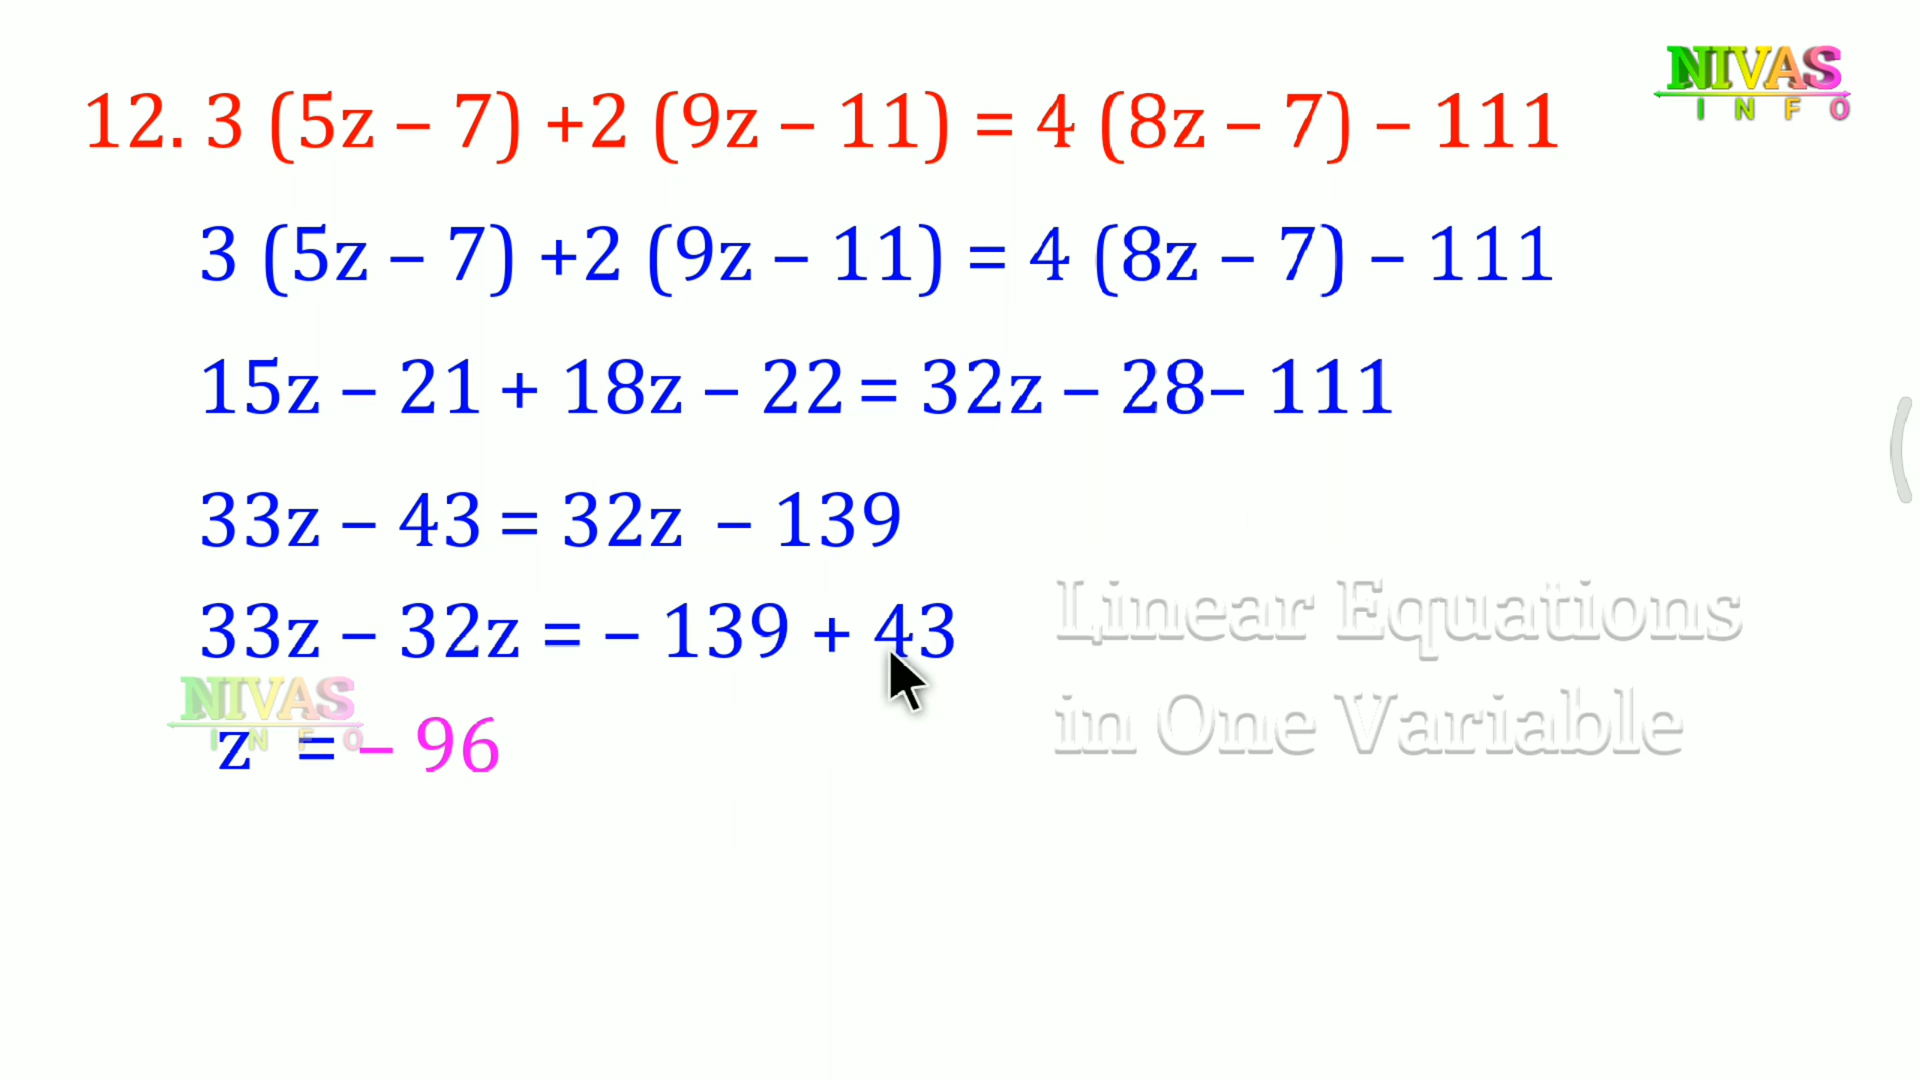 NIVAS
INFO
12. 3 (5z – 7) +2 (9z – 11) = 4 (8z – 7) – 111
3 (5z – 7) +2 (9z – 11) = 4 (8z – 7) – 111
15z – 21 + 18z – 22 = 32z – 28– 111
33z – 43 = 32z – 139
33z – 32z = – 139 + 43
Linear Equations
NIVAS
INFO
z = – 96
in One Variable